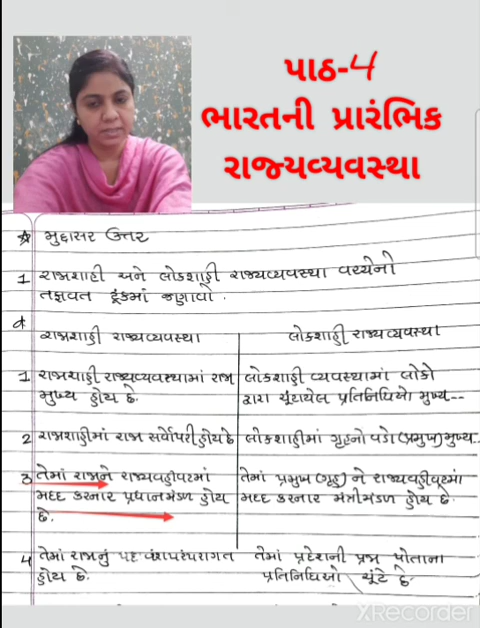 પાઠ-4
ભારતની પ્રારંભિક
રાજ્યવ્યવસ્થા
મુદ્દાસર ઉત્તર
1 રાજાશાહી અને લોકશાહી રાજ્યવ્યવસ્થા વચ્ચેનો
તફાવત ટૂંકમાં જણાવો.
રાજાશાહી રાજ્યવ્યવસ્થા
લોકશાહી રાજ્યવ્યવસ્થા
1 રાજાશાહી રાજ્યવ્યવસ્થામાં રાજા
મુખ્ય હોય છે.
લોકશાહી વ્યવસ્થામાં લોકો
દ્વારા ચૂંટાયેલ પ્રતિનિધિઓ મુખ્ય--
2 રાજાશાહીમાં રાજા સર્વોપરી હોય છે
લોકશાહીમાં ગૃહનો વડો (પ્રમુખ) મુખ્ય--
3 તેમાં રાજાને રાજ્યવહીવટમાં
મદદ કરનાર પ્રધાનમંડળ હોય
છે.
તેમાં પ્રમુખ (ગૃહ) ને રાજ્યવહીવટમાં
મદદ કરનાર મંત્રીમંડળ હોય છે.
4 તેમાં રાજાનું પદ વંશપરંપરાગત
હોય છે.
તેમાં પ્રદેશની પ્રજા પોતાના
પ્રતિનિધિઓ ચૂંટે છે.
XRecorder